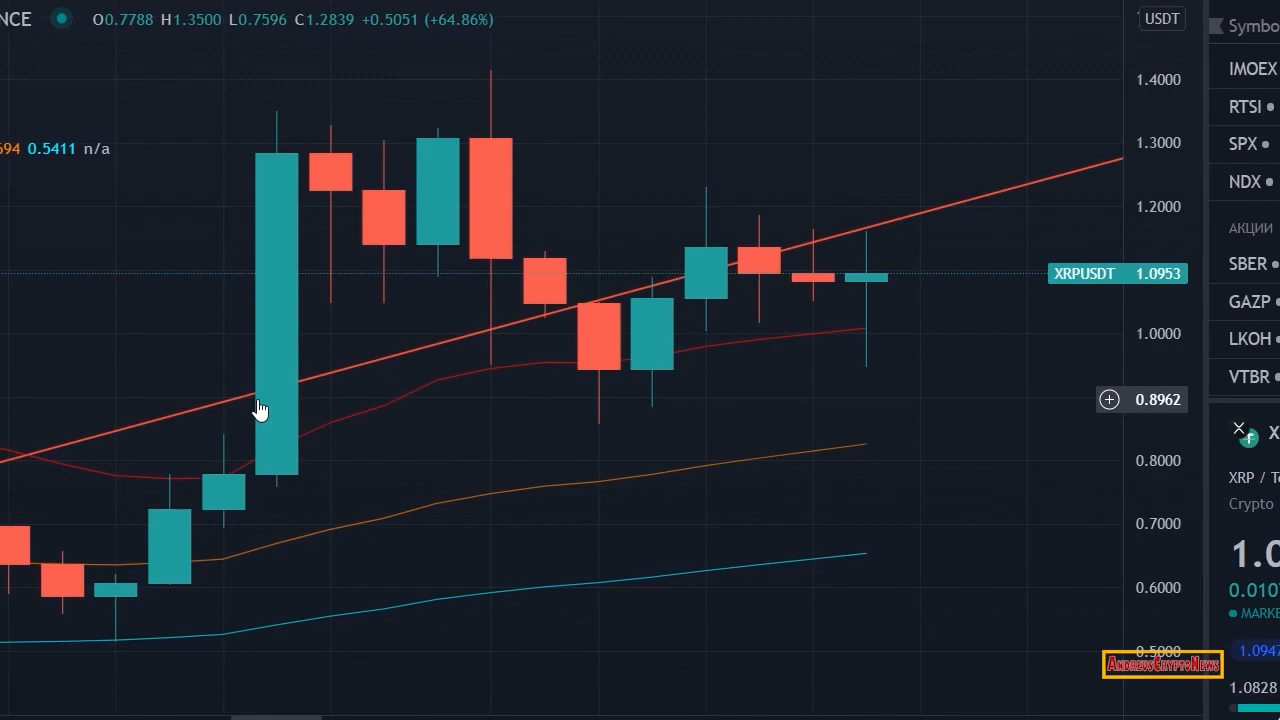 NCE O0.7788 H1.3500 L0.7596 C1.2839 +0.5051 (+64.86%)
USDT
Symbo
1.4000
IMOEX
RTSI
1.3000
SPX
694 0.5411 n/a
NDX
1.2000
АКЦИИ
SBER
XRPUSDT 1.0953
GAZP
1.0000
LKOH
VTBR
0.8962
X
0.8000
XRP / Te
Crypto
0.7000
1.0
0.6000
0.010
MARKE
0.5000
1.0947
ANDREVSCRYPTONEWS
1.0828